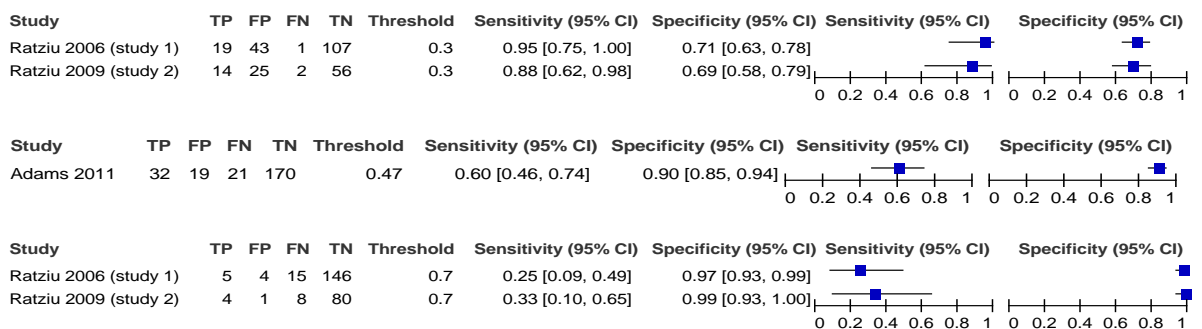 Study TP FP FN TN Threshold Sensitivity (95% CI) Specificity (95% CI) Sensitivity (95% CI) Specificity (95% CI)
Ratziu 2006 (study 1) 19 43 1 107 0.3 0.95 [0.75, 1.00] 0.71 [0.63, 0.78]
Ratziu 2009 (study 2) 14 25 2 56 0.3 0.88 [0.62, 0.98] 0.69 [0.58, 0.79]
0 0.2 0.4 0.6 0.8 1 0 0.2 0.4 0.6 0.8 1
Study TP FP FN TN Threshold Sensitivity (95% CI) Specificity (95% CI) Sensitivity (95% CI) Specificity (95% CI)
Adams 2011 32 19 21 170 0.47 0.60 [0.46, 0.74] 0.90 [0.85, 0.94]
0 0.2 0.4 0.6 0.8 1 0 0.2 0.4 0.6 0.8 1
Study TP FP FN TN Threshold Sensitivity (95% CI) Specificity (95% CI) Sensitivity (95% CI) Specificity (95% CI)
Ratziu 2006 (study 1) 5 4 15 146 0.7 0.25 [0.09, 0.49] 0.97 [0.93, 0.99]
Ratziu 2009 (study 2) 4 1 8 80 0.7 0.33 [0.10, 0.65] 0.99 [0.93, 1.00]
0 0.2 0.4 0.6 0.8 1 0 0.2 0.4 0.6 0.8 1